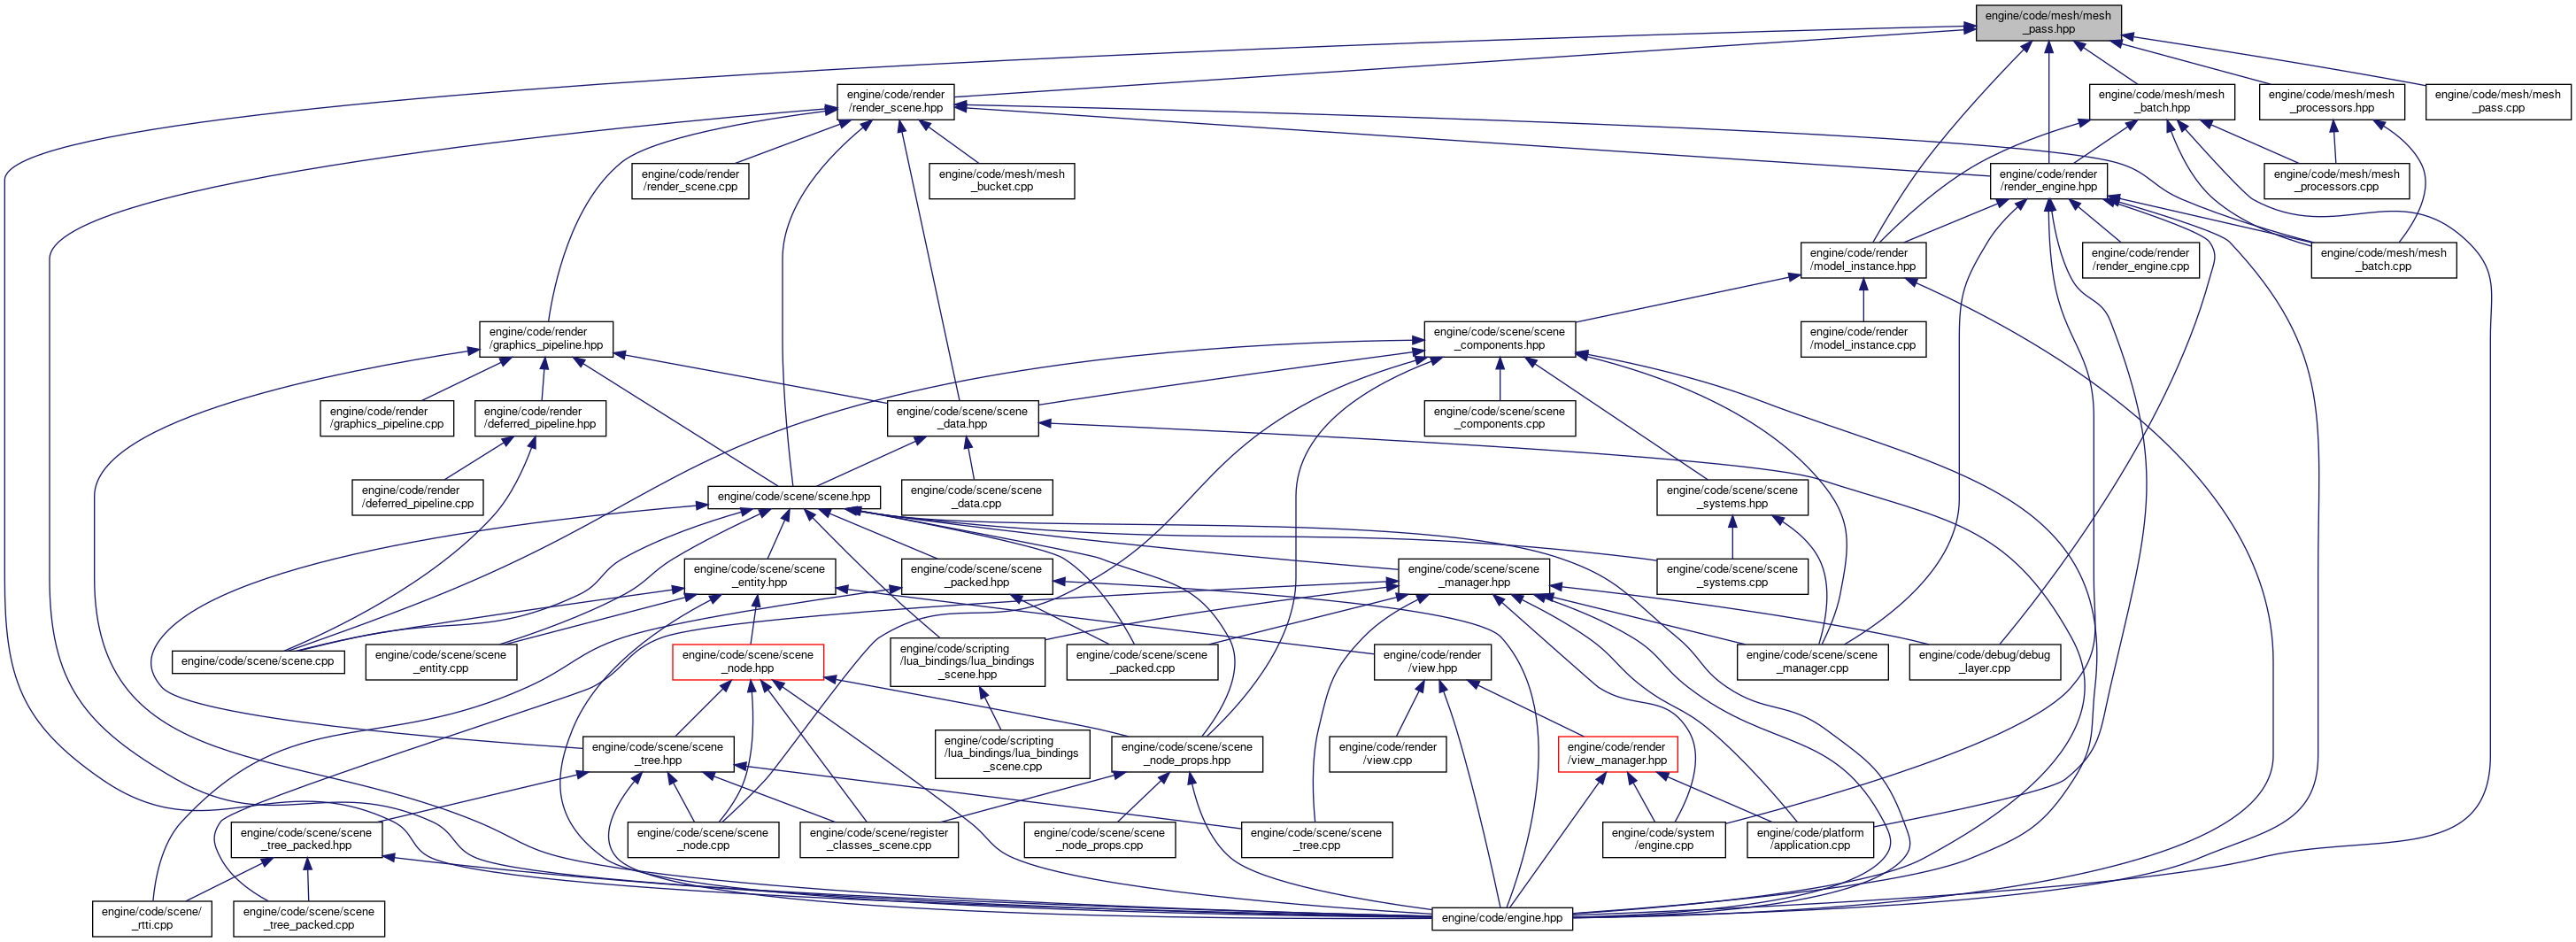 engine/code/mesh/mesh
_pass.hpp
engine/code/render
/render_scene.hpp
engine/code/mesh/mesh
_batch.hpp
engine/code/mesh/mesh
_processors.hpp
engine/code/mesh/mesh
_pass.cpp
engine/code/render
/render_scene.cpp
engine/code/mesh/mesh
_bucket.cpp
engine/code/render
/render_engine.hpp
engine/code/mesh/mesh
_processors.cpp
engine/code/render
/model_instance.hpp
engine/code/render
/render_engine.cpp
engine/code/mesh/mesh
_batch.cpp
engine/code/render
/graphics_pipeline.hpp
engine/code/scene/scene
_components.hpp
engine/code/render
/model_instance.cpp
engine/code/render
/graphics_pipeline.cpp
engine/code/render
/deferred_pipeline.hpp
engine/code/scene/scene
_data.hpp
engine/code/scene/scene
_components.cpp
engine/code/render
/deferred_pipeline.cpp
engine/code/scene/scene.hpp
engine/code/scene/scene
_data.cpp
engine/code/scene/scene
_systems.hpp
engine/code/scene/scene
_entity.hpp
engine/code/scene/scene
_packed.hpp
engine/code/scene/scene
_manager.hpp
engine/code/scene/scene
_systems.cpp
engine/code/scene/scene.cpp
engine/code/scene/scene
_entity.cpp
engine/code/scene/scene
_node.hpp
engine/code/scripting
/lua_bindings/lua_bindings
_scene.hpp
engine/code/scene/scene
_packed.cpp
engine/code/render
/view.hpp
engine/code/scene/scene
_manager.cpp
engine/code/debug/debug
_layer.cpp
engine/code/scene/scene
_tree.hpp
engine/code/scripting
/lua_bindings/lua_bindings
_scene.cpp
engine/code/scene/scene
_node_props.hpp
engine/code/render
/view.cpp
engine/code/render
/view_manager.hpp
engine/code/scene/scene
_tree_packed.hpp
engine/code/scene/scene
_node.cpp
engine/code/scene/register
_classes_scene.cpp
engine/code/scene/scene
_node_props.cpp
engine/code/scene/scene
_tree.cpp
engine/code/system
/engine.cpp
engine/code/platform
/application.cpp
engine/code/scene/
_rtti.cpp
engine/code/scene/scene
_tree_packed.cpp
engine/code/engine.hpp